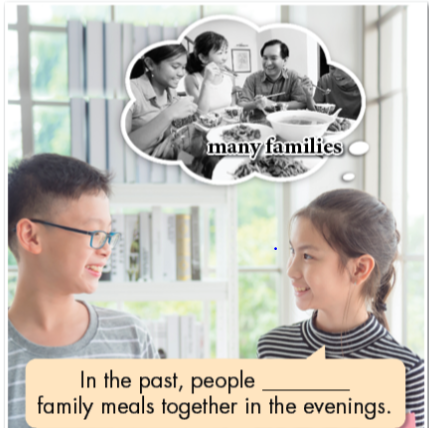 many families
In the past, people ________
family meals together in the evenings.